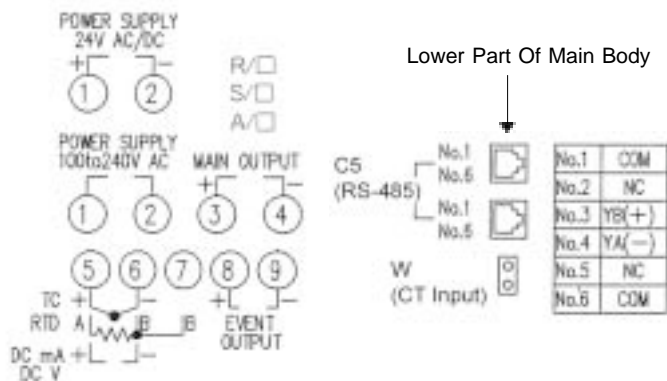 POWER SUPPLY
24V AC/DC
+ −
1 2
R/□
S/□
A/□
POWER SUPPLY
100to240V AC
MAIN OUTPUT
+ −
1 2 3 4
5 6 7 8 9
TC + −
+ −
EVENT
OUTPUT
RTD A B B
DC mA + −
DC V
Lower Part Of Main Body
C5
(RS-485)
No.1
No.6
No.1
No.6
W
(CT Input)
No.1 COM
No.2 NC
No.3 YB(+)
No.4 YA(−)
No.5 NC
No.6 COM